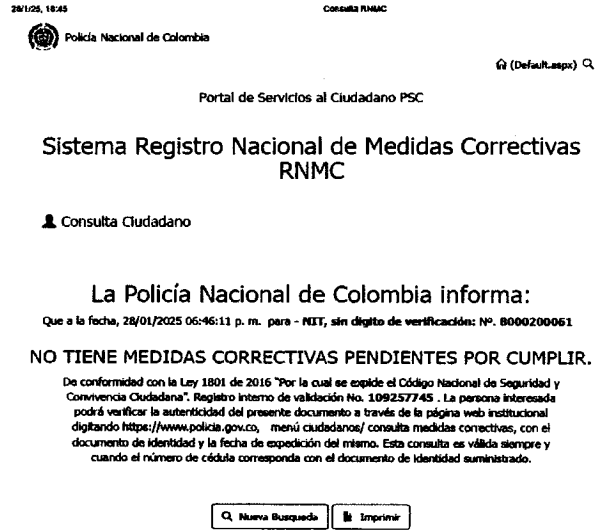 28/1/25, 18:45
Consulta RNMC
Policía Nacional de Colombia
(Default.aspx)
Portal de Servicios al Ciudadano PSC
Sistema Registro Nacional de Medidas Correctivas
RNMC
Consulta Ciudadano
La Policía Nacional de Colombia informa:
Que a la fecha, 28/01/2025 06:46:11 p. m. para - NIT, sin digito de verificación: Nº. 8000200061
NO TIENE MEDIDAS CORRECTIVAS PENDIENTES POR CUMPLIR.
De conformidad con la Ley 1801 de 2016 "Por la cual se expide el Código Nacional de Seguridad y
Convivencia Ciudadana". Registro interno de validación No. 109257745 . La persona interesada
podrá verificar la autenticidad del presente documento a través de la página web institucional
digitando https://www.policia.gov.co, menú ciudadanos/ consulta medidas correctivas, con el
documento de identidad y la fecha de expedición del mismo. Esta consulta es válida siempre y
cuando el número de cédula corresponda con el documento de identidad suministrado.
Nueva Busqueda
Imprimir